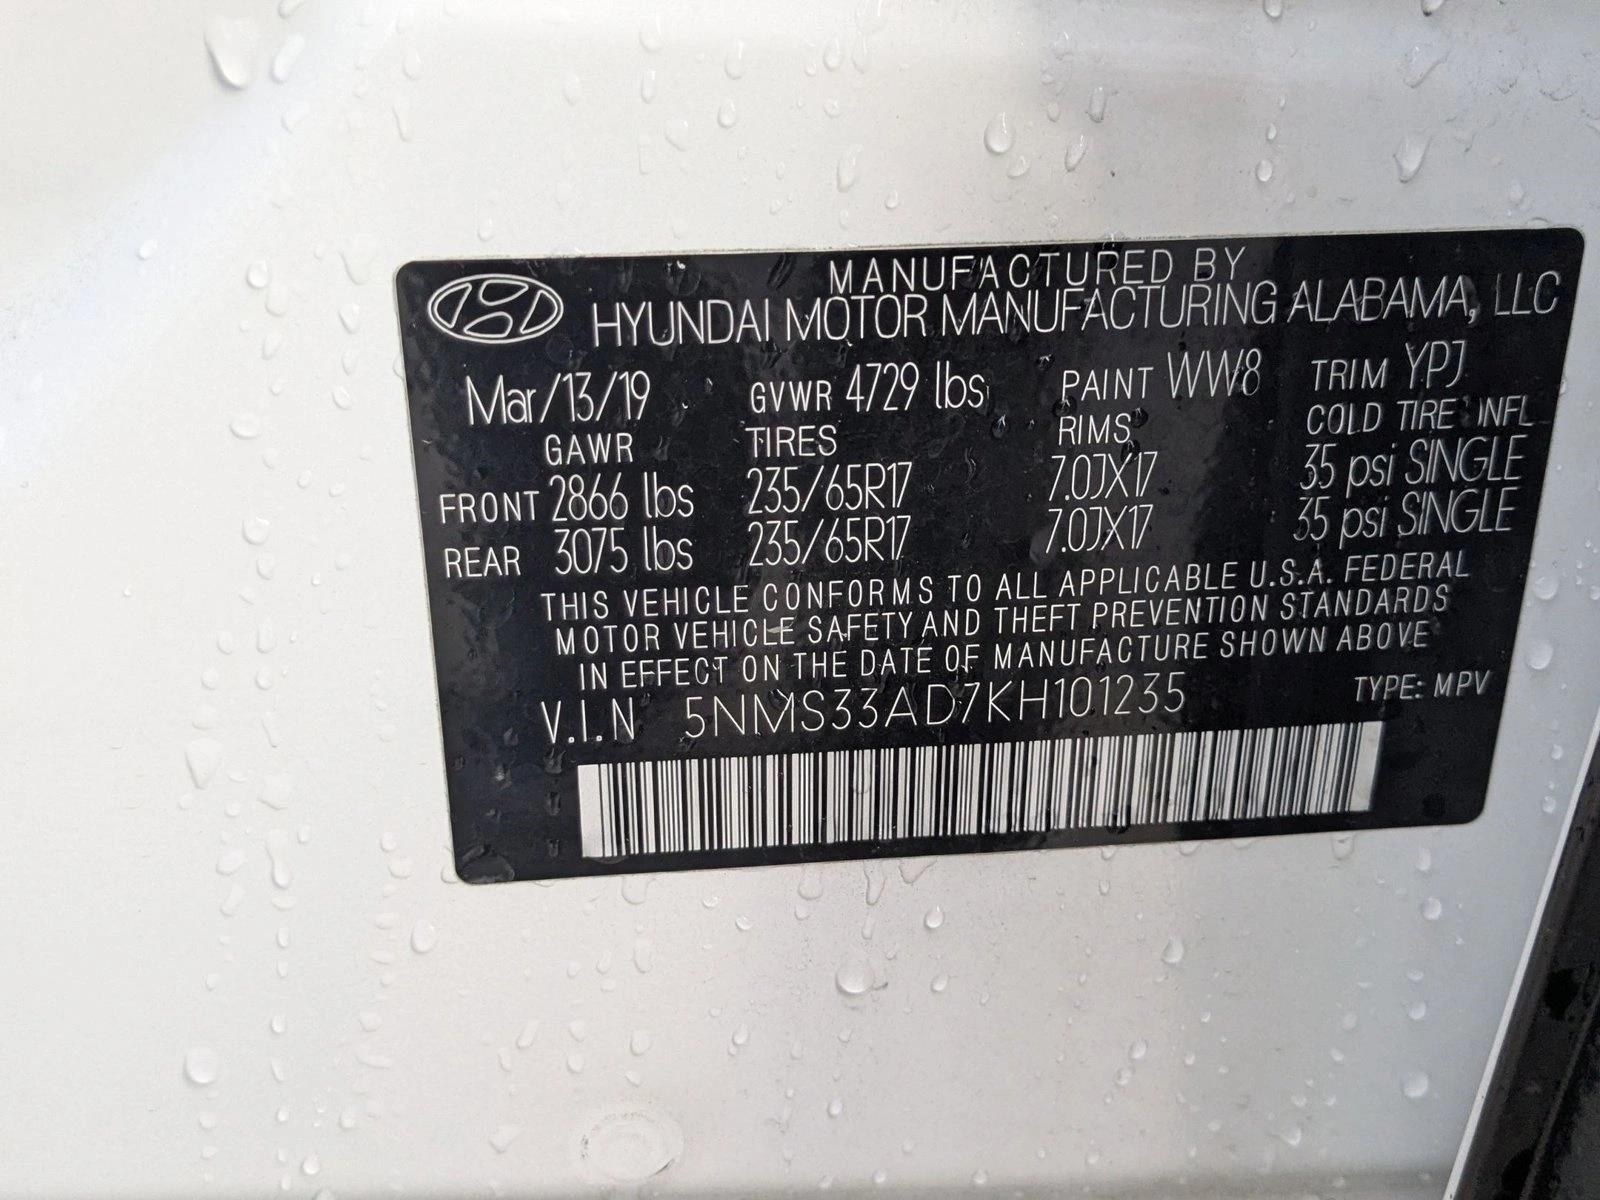 MANUFACTURED BY
HYUNDAI MOTOR MANUFACTURING ALABAMA, LLC
Mar/13/19 GVWR 4729 lbs PAINT WW8 TRIM YPJ
GAWR TIRES RIMS COLD TIRE INFL
FRONT 2866 lbs 235/65R17 7.0JX17 35 psi SINGLE
REAR 3075 lbs 235/65R17 7.0JX17 35 psi SINGLE
THIS VEHICLE CONFORMS TO ALL APPLICABLE U.S.A. FEDERAL
MOTOR VEHICLE SAFETY AND THEFT PREVENTION STANDARDS
IN EFFECT ON THE DATE OF MANUFACTURE SHOWN ABOVE
V.I.N 5NMS33AD7KH101235 TYPE: MPV